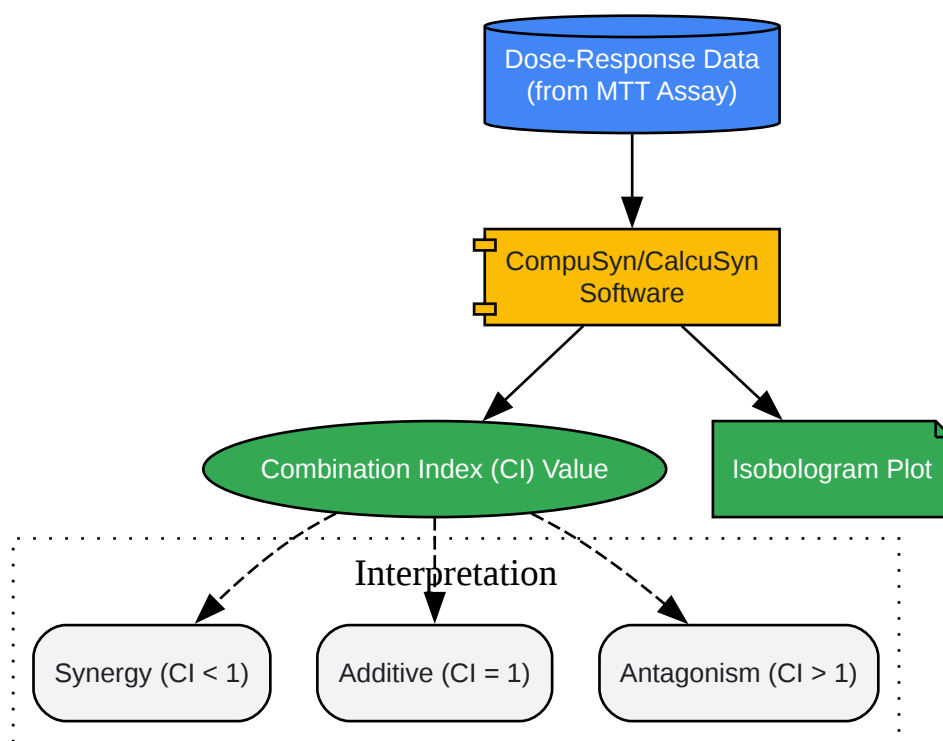 Dose-Response Data
(from MTT Assay)
CompuSyn/CalcuSyn
Software
Combination Index (CI) Value
Isobologram Plot
Interpretation
Synergy (CI < 1)
Additive (CI = 1)
Antagonism (CI > 1)